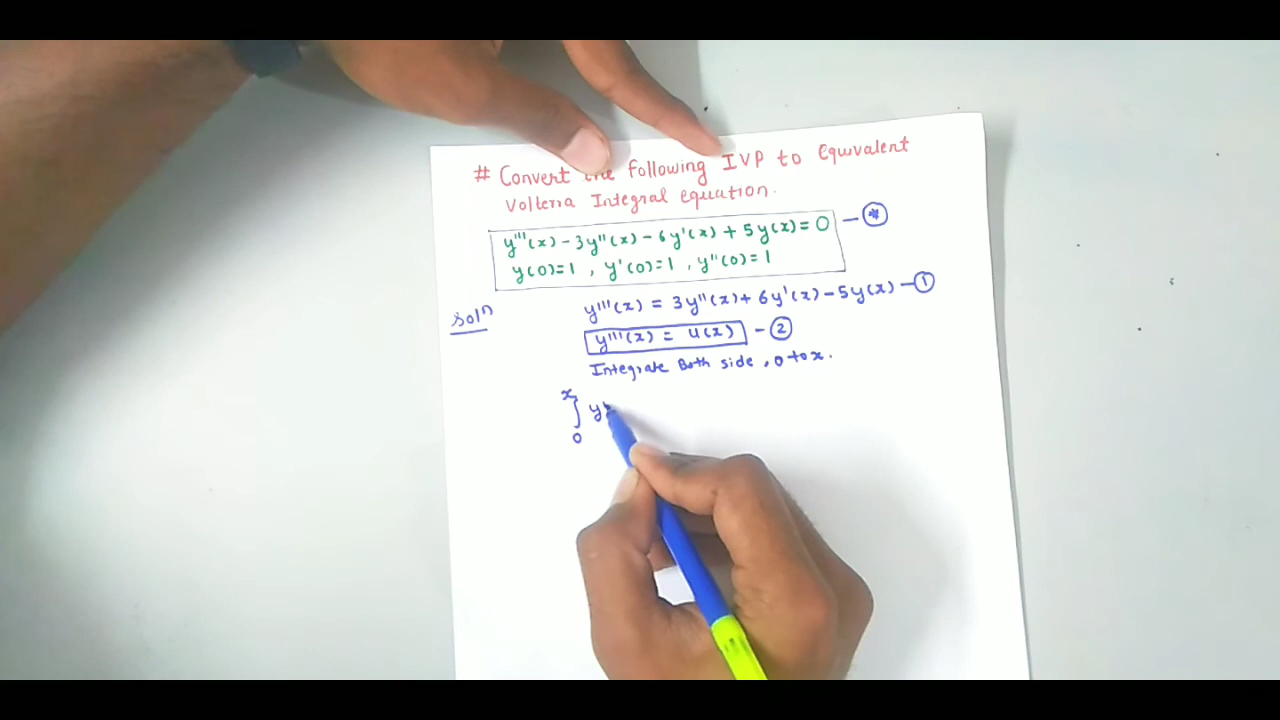 # Convert the following IVP to Equivalent
Volterra Integral equation.
y'''(x) - 3y''(x) - 6y'(x) + 5y(x) = 0 — (*)
y(0)=1 , y'(0)=1 , y''(0)=1
Solⁿ
y'''(x) = 3y''(x) + 6y'(x) - 5y(x) — (1)
y'''(x) = u(x) — (2)
Integrate Both side , 0 to x.
∫₀ˣ y